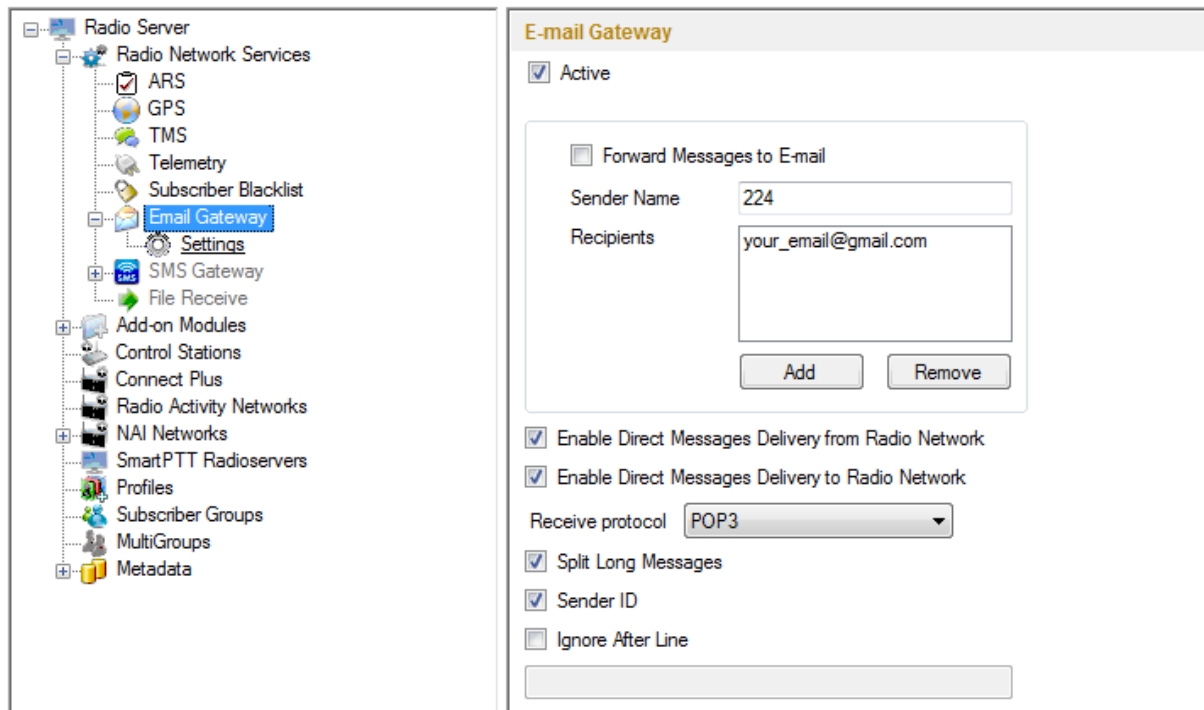 Radio Server
Radio Network Services
ARS
GPS
TMS
Telemetry
Subscriber Blacklist
Email Gateway
Settings
SMS Gateway
File Receive
Add-on Modules
Control Stations
Connect Plus
Radio Activity Networks
NAI Networks
SmartPTT Radioservers
Profiles
Subscriber Groups
MultiGroups
Metadata
E-mail Gateway
Active
Forward Messages to E-mail
Sender Name 224
Recipients your_email@gmail.com
Add Remove
Enable Direct Messages Delivery from Radio Network
Enable Direct Messages Delivery to Radio Network
Receive protocol POP3
Split Long Messages
Sender ID
Ignore After Line